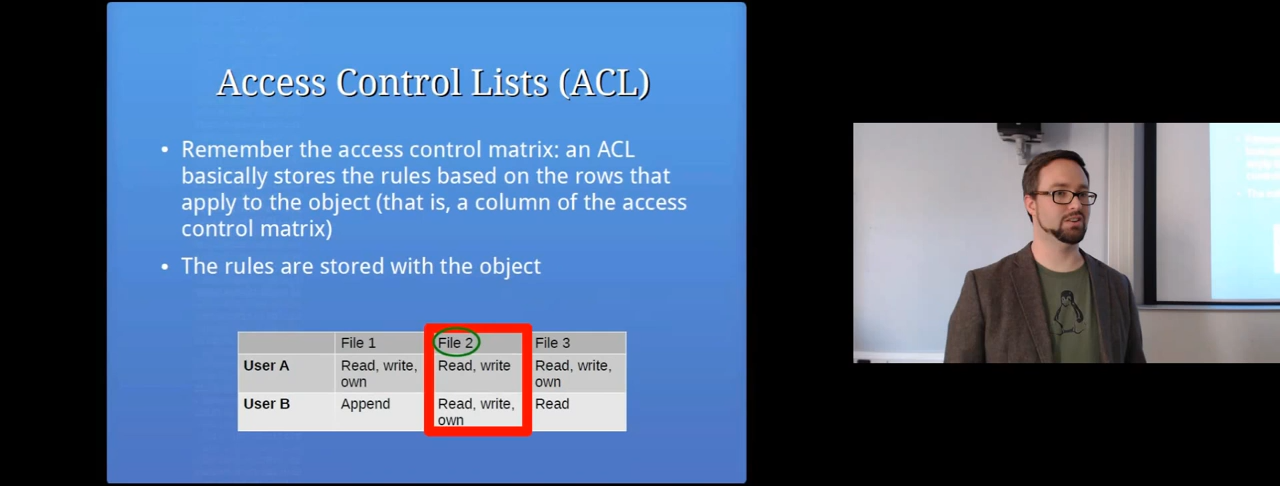 Access Control Lists (ACL)
• Remember the access control matrix: an ACL
basically stores the rules based on the rows that
apply to the object (that is, a column of the access
control matrix)
• The rules are stored with the object
File 1 File 2 File 3
User A Read, write, own Read, write Read, write, own
User B Append Read, write, own Read